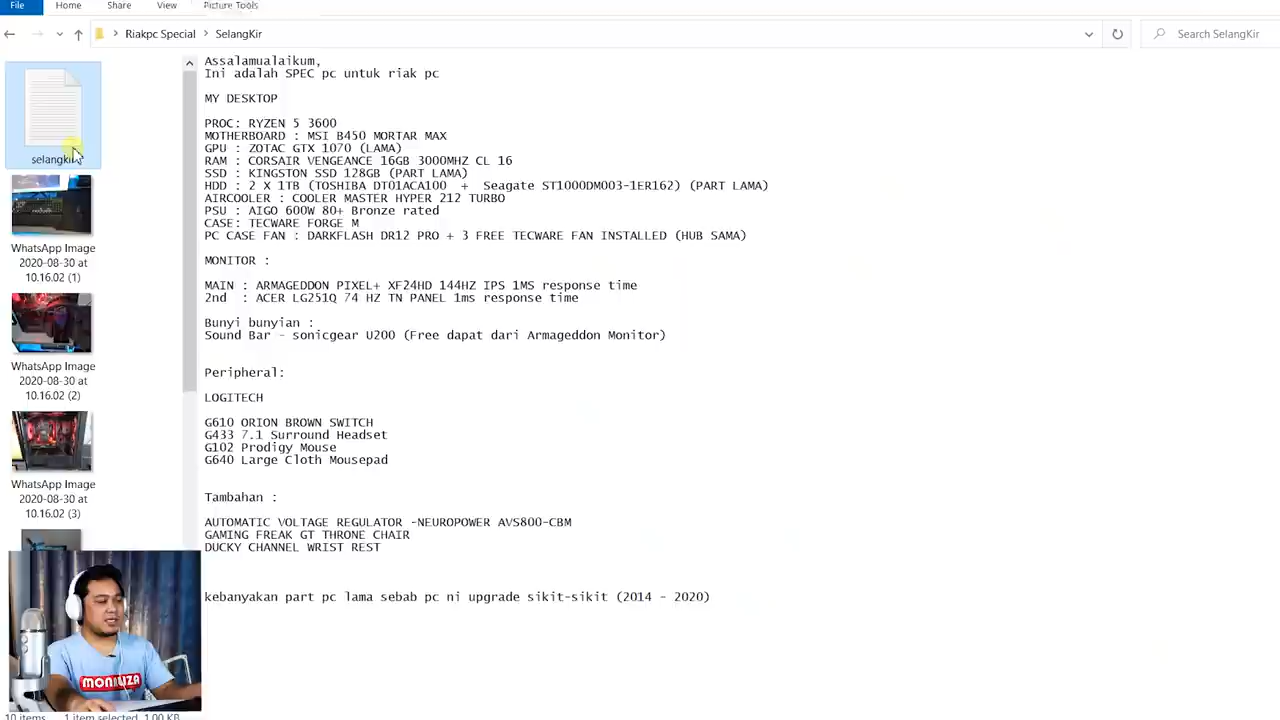 File Home Share View Picture Tools
Riakpc Special > SelangKir
Search SelangKir
selangkir
WhatsApp Image
2020-08-30 at
10.16.02 (1)
WhatsApp Image
2020-08-30 at
10.16.02 (2)
WhatsApp Image
2020-08-30 at
10.16.02 (3)
Assalamualaikum,
Ini adalah SPEC pc untuk riak pc
MY DESKTOP
PROC: RYZEN 5 3600
MOTHERBOARD : MSI B450 MORTAR MAX
GPU : ZOTAC GTX 1070 (LAMA)
RAM : CORSAIR VENGEANCE 16GB 3000MHZ CL 16
SSD : KINGSTON SSD 128GB (PART LAMA)
HDD : 2 X 1TB (TOSHIBA DT01ACA100 + Seagate ST1000DM003-1ER162) (PART LAMA)
AIRCOOLER : COOLER MASTER HYPER 212 TURBO
PSU : AIGO 600W 80+ Bronze rated
CASE: TECWARE FORGE M
PC CASE FAN : DARKFLASH DR12 PRO + 3 FREE TECWARE FAN INSTALLED (HUB SAMA)
MONITOR :
MAIN : ARMAGEDDON PIXEL+ XF24HD 144HZ IPS 1MS response time
2nd : ACER LG251Q 74 HZ TN PANEL 1ms response time
Bunyi bunyian :
Sound Bar - sonicgear U200 (Free dapat dari Armageddon Monitor)
Peripheral:
LOGITECH
G610 ORION BROWN SWITCH
G433 7.1 Surround Headset
G102 Prodigy Mouse
G640 Large Cloth Mousepad
Tambahan :
AUTOMATIC VOLTAGE REGULATOR -NEUROPOWER AVS800-CBM
GAMING FREAK GT THRONE CHAIR
DUCKY CHANNEL WRIST REST
kebanyakan part pc lama sebab pc ni upgrade sikit-sikit (2014 - 2020)
10 items 1 item selected 1.00 KB